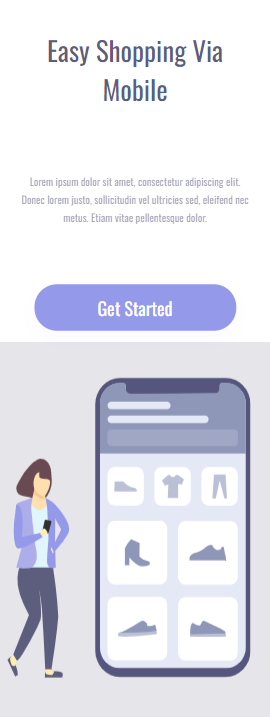 Easy Shopping Via
Mobile
Lorem ipsum dolor sit amet, consectetur adipiscing elit.
Donec lorem justo, sollicitudin vel ultricies sed, eleifend nec
metus. Etiam vitae pellentesque dolor.
Get Started